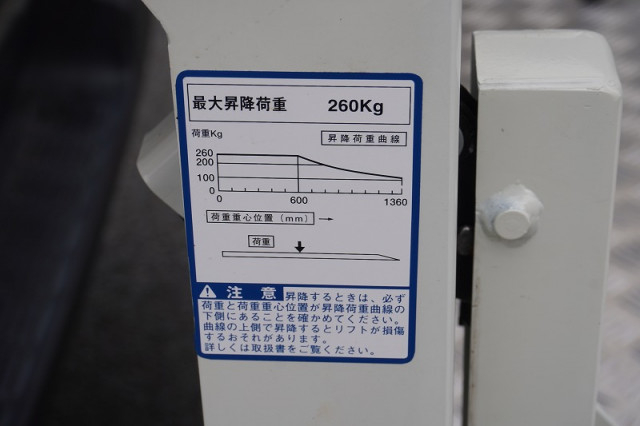 最大昇降荷重 260Kg
荷重Kg
昇降荷重曲線
260
200
100
0
0 600 1360
荷重重心位置(mm) →
荷重
注意 昇降するときは、必ず
荷重と荷重重心位置が昇降荷重曲線の
下側にあることを確かめてください。
曲線の上側で昇降するとリフトが損傷
するおそれがあります。
詳しくは取扱書をご覧ください。